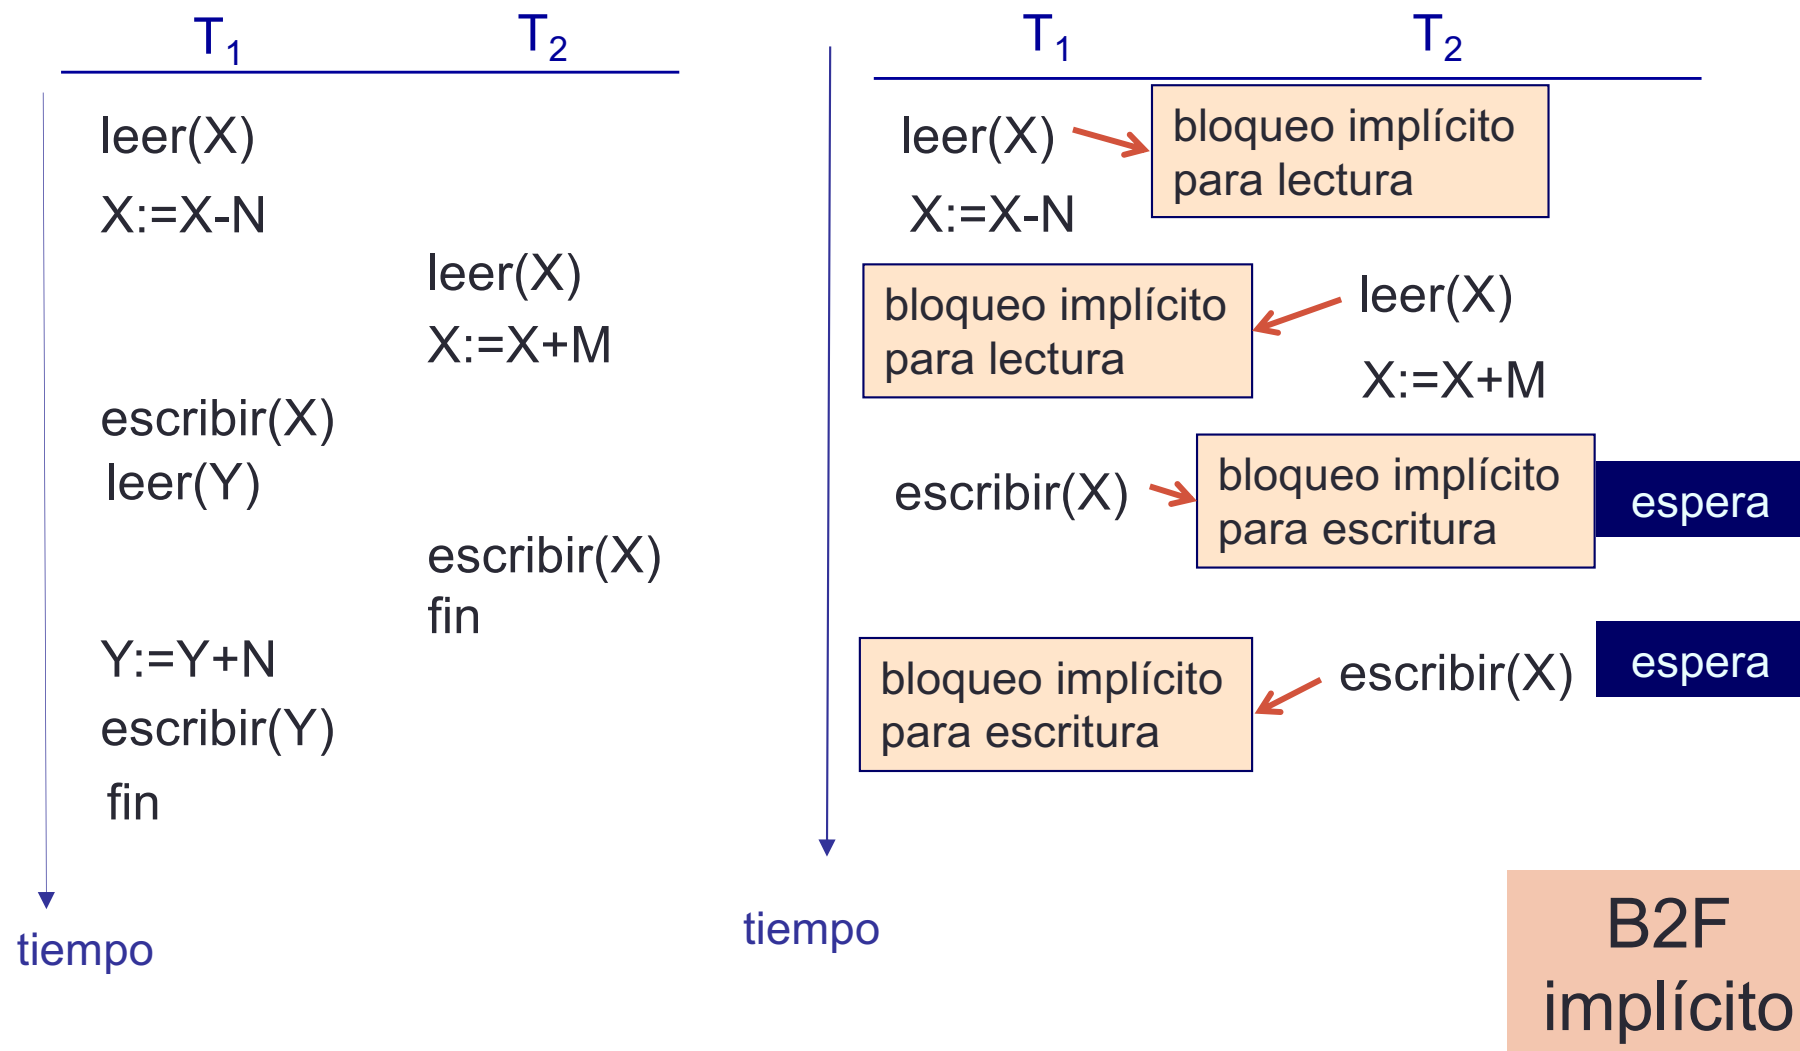 T1 T2
leer(X)
X:=X-N
leer(X)
X:=X+M
escribir(X)
leer(Y)
escribir(X)
fin
Y:=Y+N
escribir(Y)
fin
tiempo
T1 T2
leer(X)
bloqueo implícito
para lectura
X:=X-N
bloqueo implícito
para lectura
leer(X)
X:=X+M
escribir(X)
bloqueo implícito
para escritura
espera
bloqueo implícito
para escritura
escribir(X)
espera
tiempo
B2F
implícito